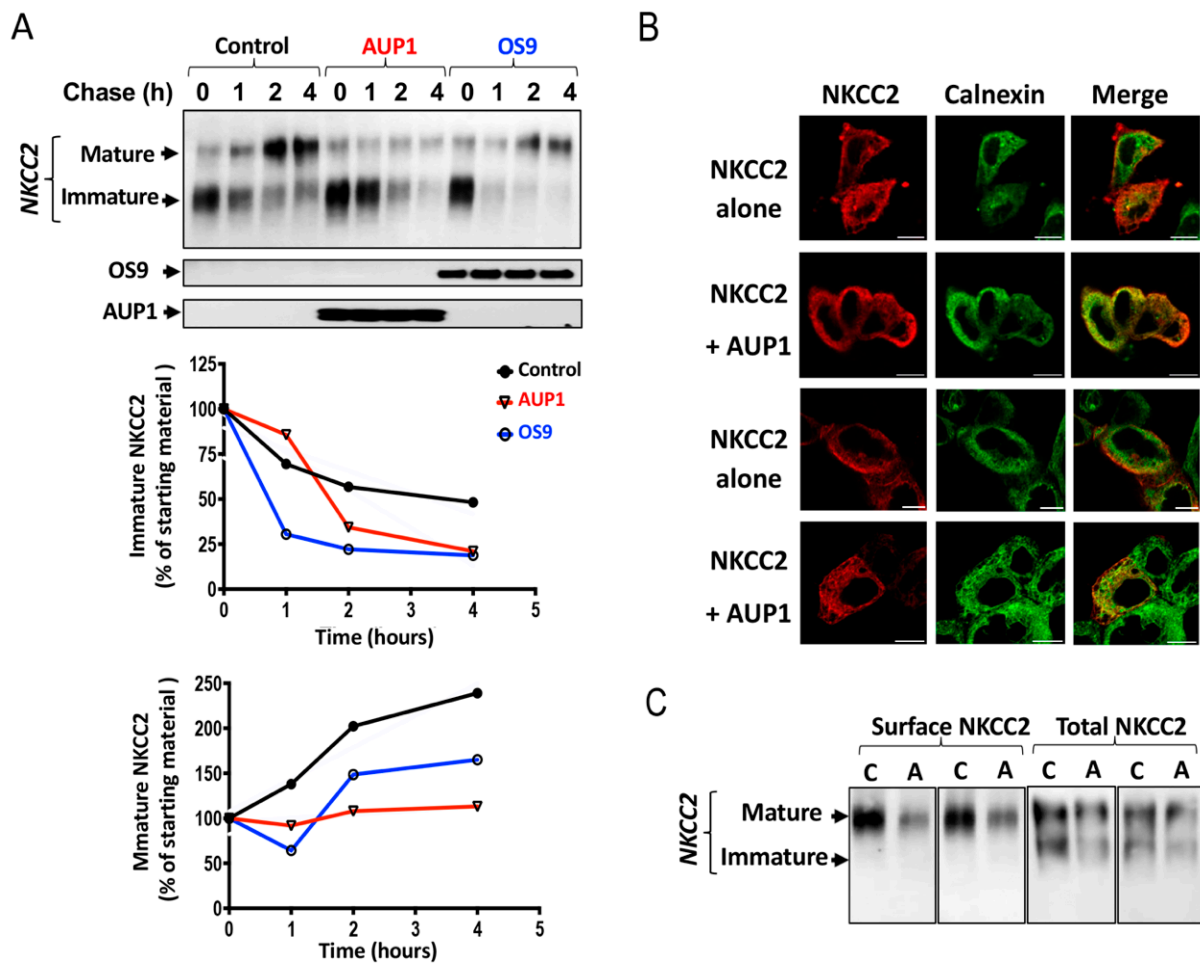 A
Control AUP1 OS9
Chase (h) 0 1 2 4 0 1 2 4 0 1 2 4
NKCC2
Mature
Immature
OS9
AUP1
Immature NKCC2
(% of starting material )
125
100
75
50
25
0
0 1 2 3 4 5
Time (hours)
Control
AUP1
OS9
Mmature NKCC2
(% of starting material )
250
200
150
100
50
0
0 1 2 3 4 5
Time (hours)
B
NKCC2 Calnexin Merge
NKCC2
alone
NKCC2
+ AUP1
NKCC2
alone
NKCC2
+ AUP1
C
Surface NKCC2 Total NKCC2
C A C A C A C A
NKCC2
Mature
Immature